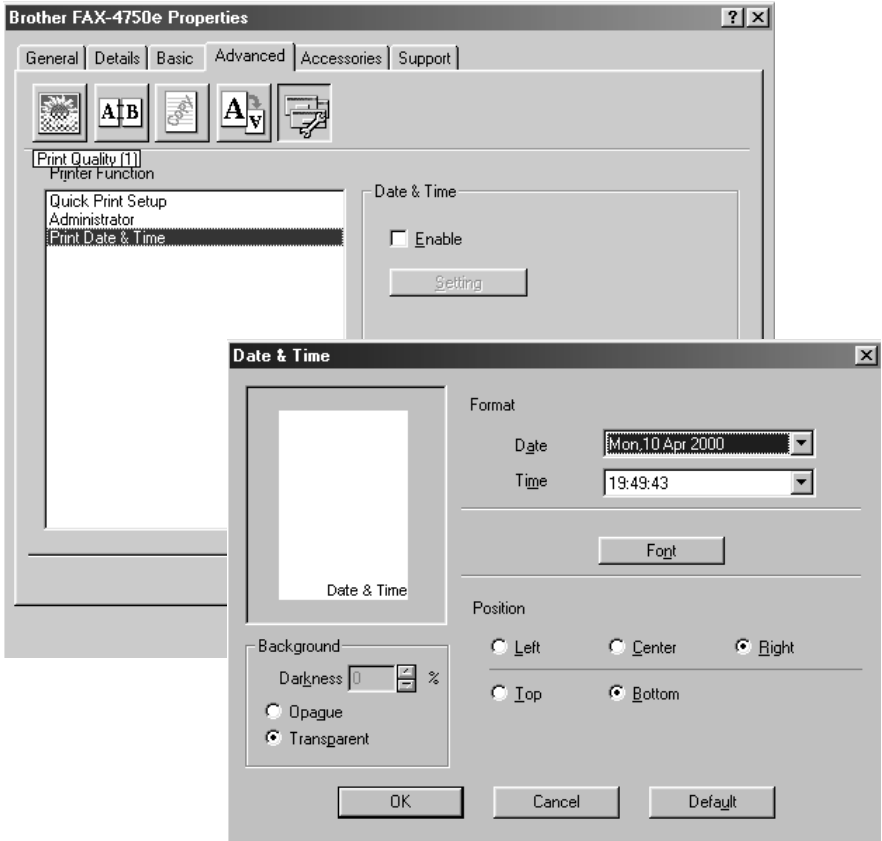 Brother FAX-4750e Properties
General Details Basic Advanced Accessories Support
A B Copy A A
Print Quality (1)
Printer Function
Quick Print Setup
Administrator
Print Date & Time
Date & Time
Enable
Setting
Date & Time
Date & Time
Format
Date Mon,10 Apr 2000
Time 19:49:43
Font
Position
Left Center Right
Top Bottom
Background
Darkness 0 %
Opague
Transparent
OK Cancel Default